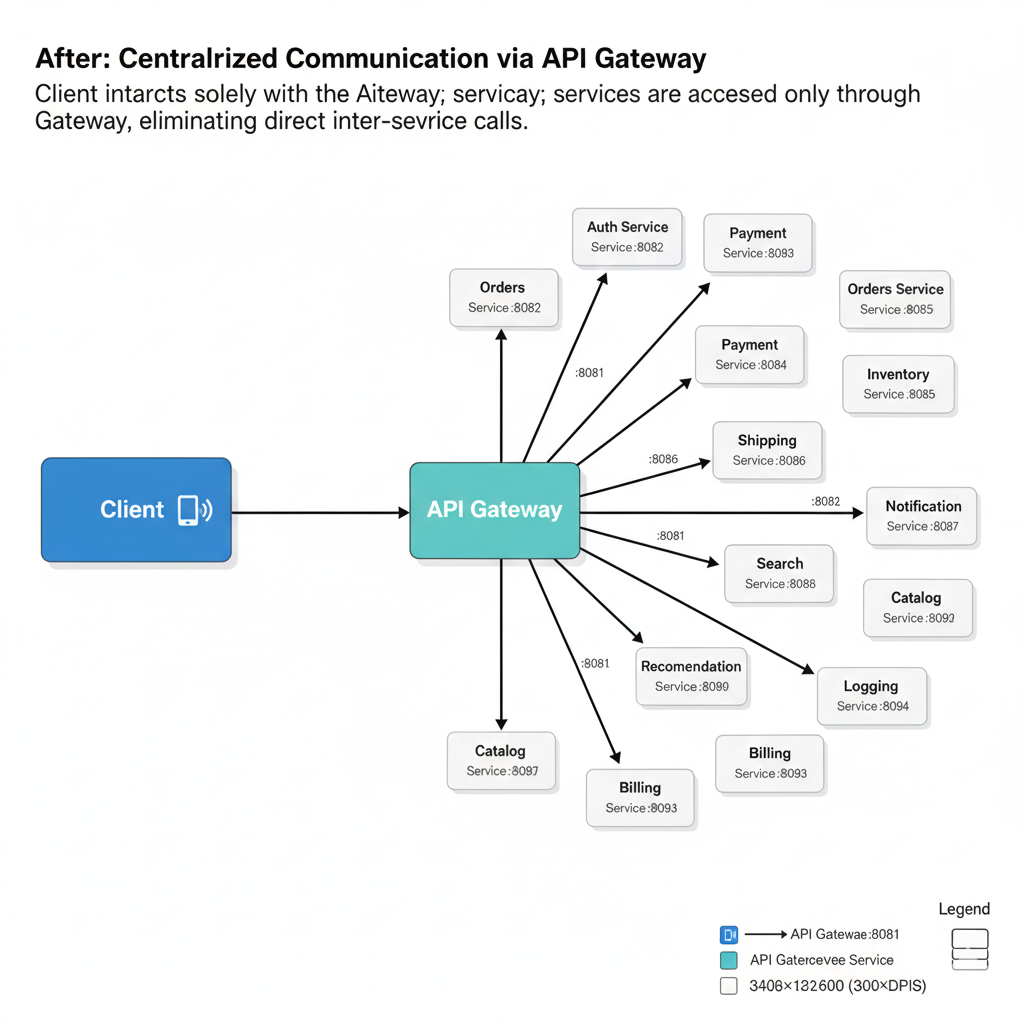 After: Centralrized Communication via API Gateway
Client intarcts solely with the Aiteway; servicay; services are accesed only through
Gateway, eliminating direct inter-sevrice calls.
Auth Service
Service:8082
Payment
Service:8093
Orders
Service:8082
Orders Service
Service:8085
:8081
Payment
Service:8084
Inventory
Service:8085
Shipping
Service:8086
:8086
Client
API Gateway
:8082
Notification
Service:8087
:8081
Search
Service:8088
Catalog
Service:8092
:8081
Recomendation
Service:8090
Logging
Service:8094
Catalog
Service:8097
Billing
Service:8093
Billing
Service:8093
Legend
API Gatewae:8081
API Gatercevee Service
3408×132600 (300×DPIS)